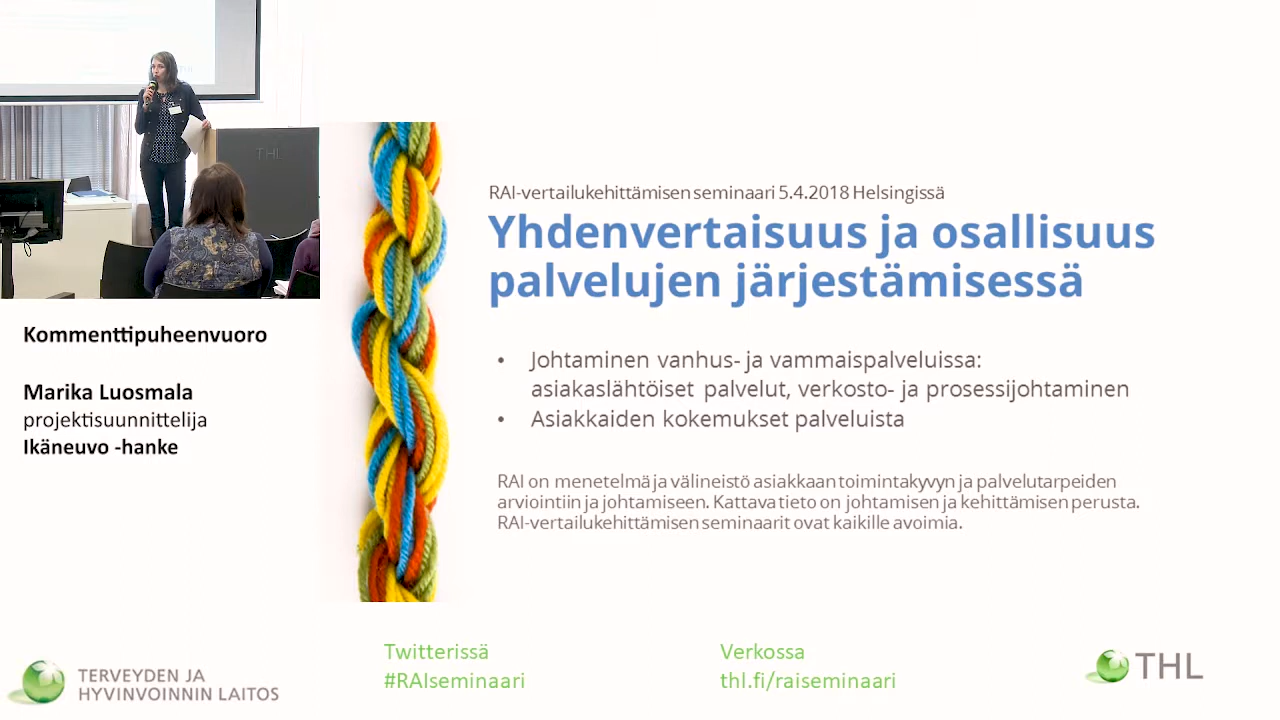 THL
Kommenttipuheenvuoro
Marika Luosmala
projektisuunnittelija
Ikäneuvo -hanke
RAI-vertailukehittämisen seminaari 5.4.2018 Helsingissä
Yhdenvertaisuus ja osallisuus
palvelujen järjestämisessä
• Johtaminen vanhus- ja vammaispalveluissa:
asiakaslähtöiset palvelut, verkosto- ja prosessijohtaminen
• Asiakkaiden kokemukset palveluista
RAI on menetelmä ja välineistö asiakkaan toimintakyvyn ja palvelutarpeiden
arviointiin ja johtamiseen. Kattava tieto on johtamisen ja kehittämisen perusta.
RAI-vertailukehittämisen seminaarit ovat kaikille avoimia.
TERVEYDEN JA
HYVINVOINNIN LAITOS
Twitterissä
#RAIseminaari
Verkossa
thl.fi/raiseminaari
THL